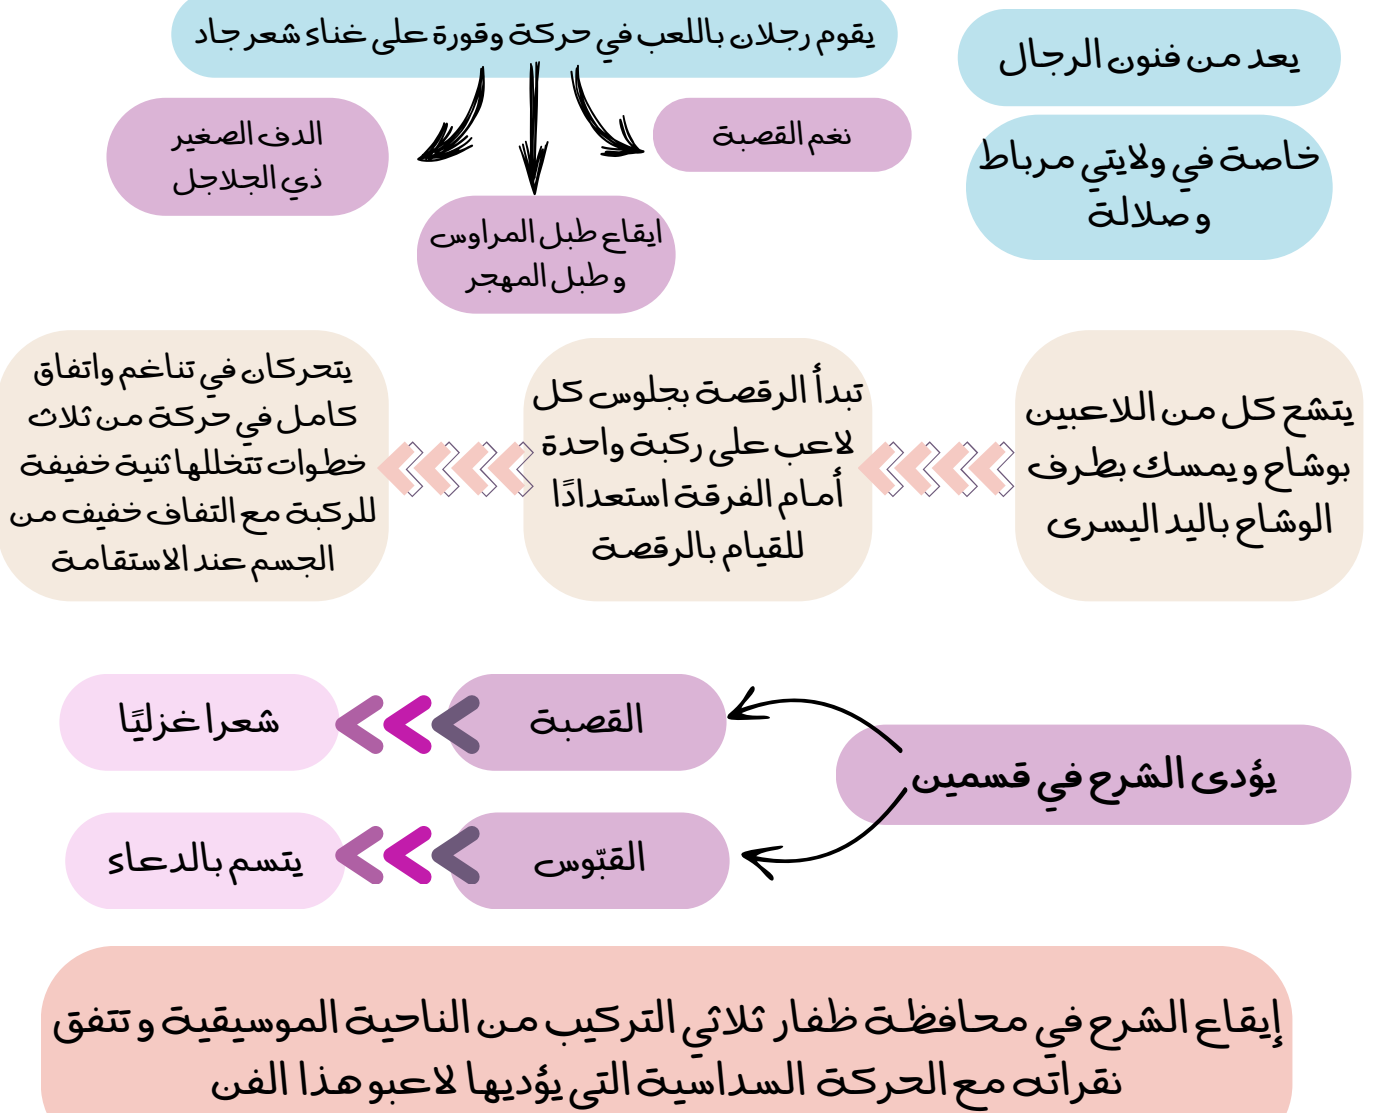 يعد من فنون الرجال
خاصة في ولايتي مرباط
وصلالة
يقوم رجلان باللعب في حركة وقورة على غناء شعر جاد
نغم القصبة
ايقاع طبل المراوس
وطبل المهجر
الدف الصغير
ذي الجلاجل
يتشح كل من اللاعبين
بوشاح ويمسك بطرف
الوشاح باليد اليسرى
تبدأ الرقصة بجلوس كل
لاعب على ركبة واحدة
أمام الفرقة استعدادًا
للقيام بالرقصة
يتحركان في تناغم واتفاق
كامل في حركة من ثلاث
خطوات تتخللها ثنية خفيفة
للركبة مع التفاف خفيف من
الجسم عند الاستقامة
يؤدى الشرح في قسمين
القصبة
شعرا غزليًا
القبّوس
يتسم بالدعاء
إيقاع الشرح في محافظة ظفار ثلاثي التركيب من الناحية الموسيقية وتتفق
نقراته مع الحركة السداسية التي يؤديها لاعبو هذا الفن